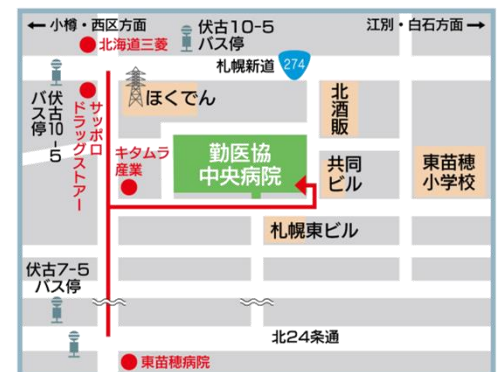 ← 小樽・西区方面
江別・白石方面 →
伏古10-5
バス停
北海道三菱
札幌新道
274
伏古10-5
バス停
サッポロ
ドラッグストアー
ほくでん
北酒販
キタムラ
産業
勤医協
中央病院
共同
ビル
東苗穂
小学校
札幌東ビル
伏古7-5
バス停
北24条通
東苗穂病院